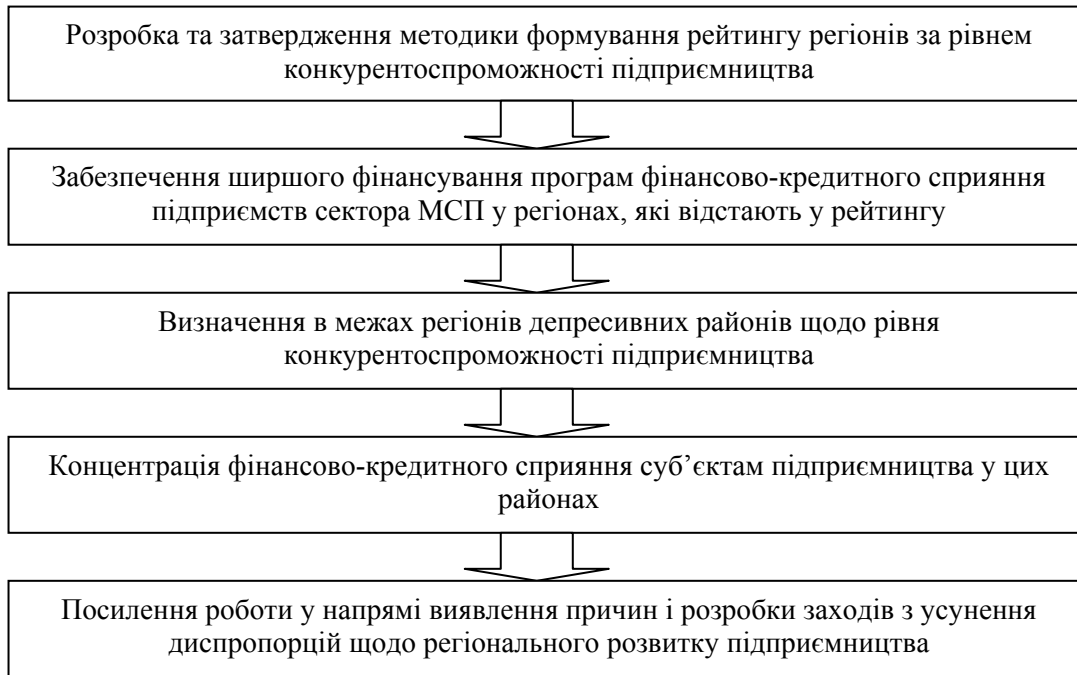 Розробка та затвердження методики формування рейтингу регіонів за рівнем
конкурентоспроможності підприємництва
Забезпечення ширшого фінансування програм фінансово-кредитного сприяння
підприємств сектора МСП у регіонах, які відстають у рейтингу
Визначення в межах регіонів депресивних районів щодо рівня
конкурентоспроможності підприємництва
Концентрація фінансово-кредитного сприяння суб’єктам підприємництва у цих
районах
Посилення роботи у напрямі виявлення причин і розробки заходів з усунення
диспропорцій щодо регіонального розвитку підприємництва